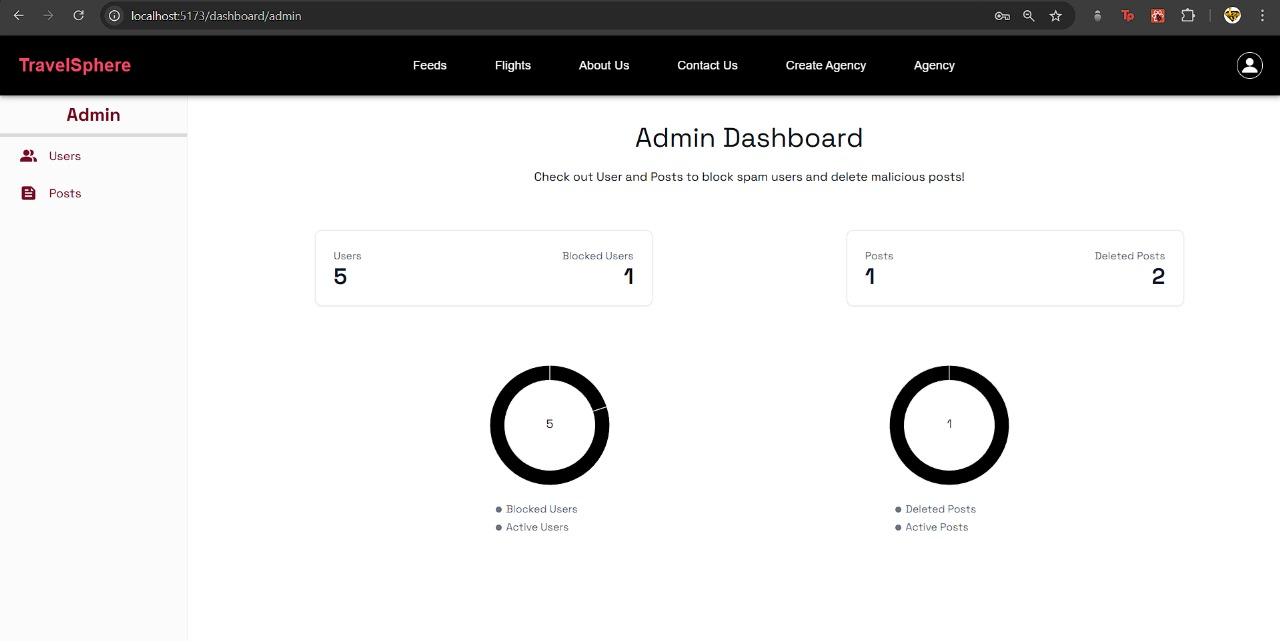 localhost:5173/dashboard/admin
Tp
TravelSphere
Feeds
Flights
About Us
Contact Us
Create Agency
Agency
Admin
Users
Posts
Admin Dashboard
Check out User and Posts to block spam users and delete malicious posts!
Users
Blocked Users
5
1
Posts
Deleted Posts
1
2
5
Blocked Users
Active Users
1
Deleted Posts
Active Posts